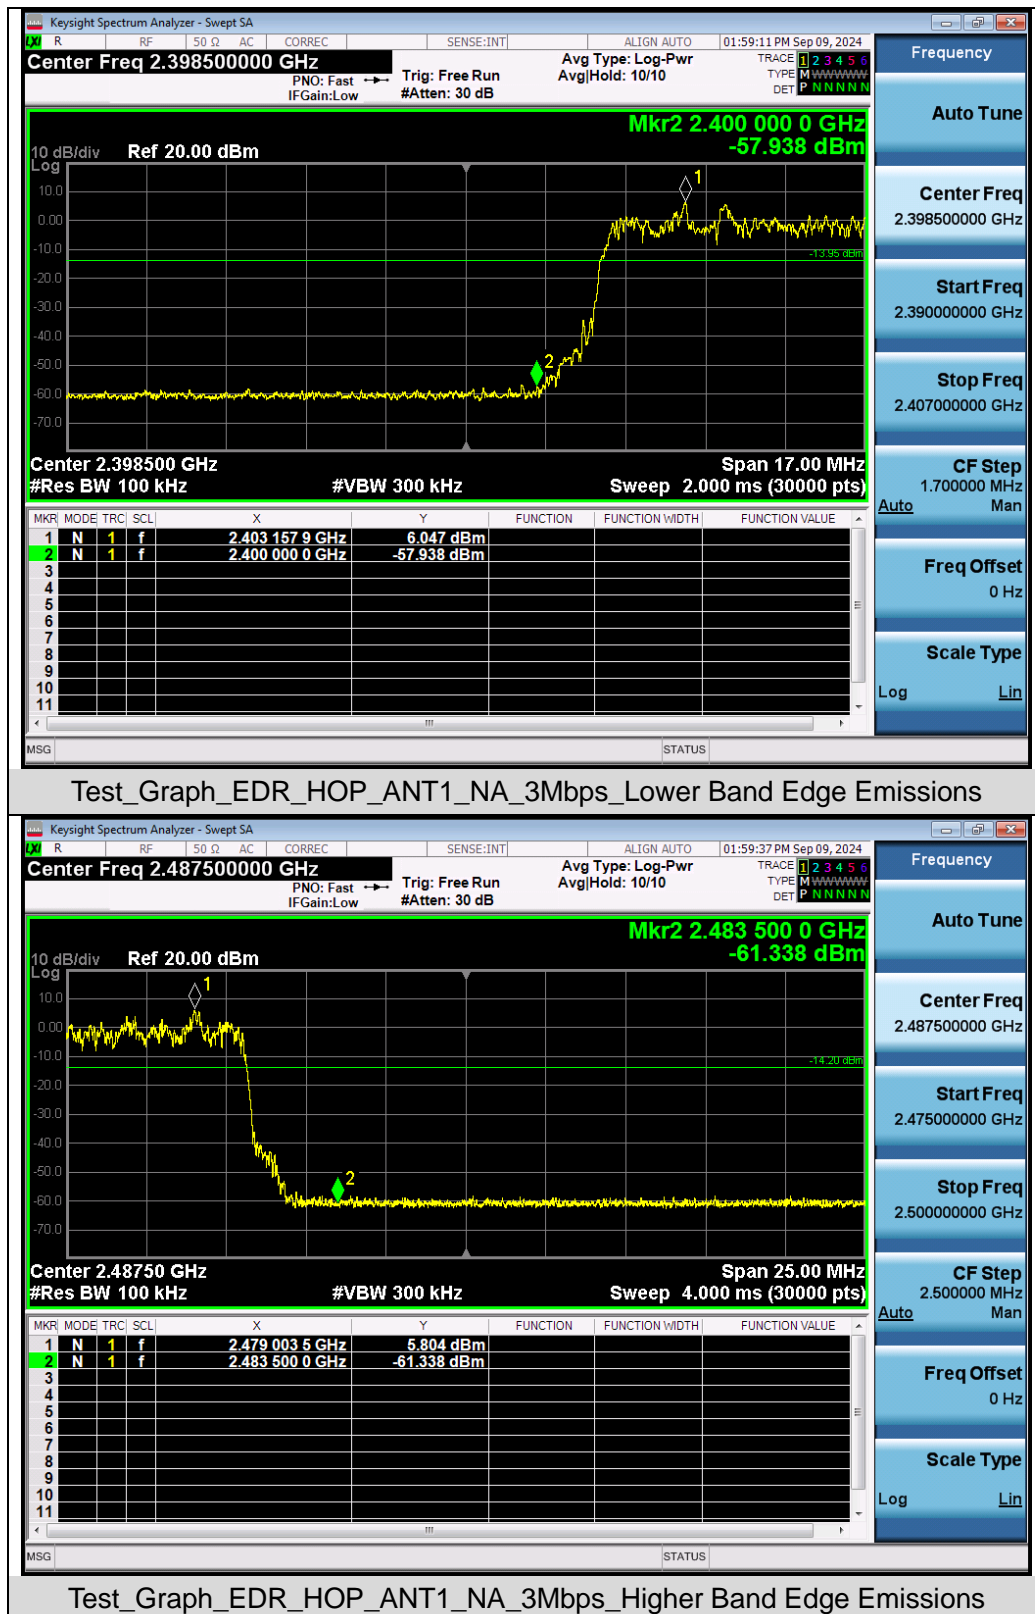 Keysight Spectrum Analyzer - Swept SA
LXI R RF 50 Ω AC CORREC SENSE:INT ALIGN AUTO 01:59:11 PM Sep 09, 2024
Center Freq 2.398500000 GHz
PNO: Fast
IFGain:Low
Trig: Free Run
#Atten: 30 dB
Avg Type: Log-Pwr
Avg|Hold: 10/10
TRACE 1 2 3 4 5 6
TYPE M WWWWW
DET P N N N N N
Mkr2 2.400 000 0 GHz
-57.938 dBm
10 dB/div Ref 20.00 dBm
Log
10.0
0.00
-10.0
-20.0
-30.0
-40.0
-50.0
-60.0
-70.0
1
2
-13.95 dBm
Center 2.398500 GHz Span 17.00 MHz
#Res BW 100 kHz #VBW 300 kHz Sweep 2.000 ms (30000 pts)
MKR MODE TRC SCL X Y FUNCTION FUNCTION WIDTH FUNCTION VALUE
1 N 1 f 2.403 157 9 GHz 6.047 dBm
2 N 1 f 2.400 000 0 GHz -57.938 dBm
3
4
5
6
7
8
9
10
11
MSG STATUS
Frequency
Auto Tune
Center Freq
2.398500000 GHz
Start Freq
2.390000000 GHz
Stop Freq
2.407000000 GHz
CF Step
1.700000 MHz
Auto Man
Freq Offset
0 Hz
Scale Type
Log Lin
Test_Graph_EDR_HOP_ANT1_NA_3Mbps_Lower Band Edge Emissions
Keysight Spectrum Analyzer - Swept SA
LXI R RF 50 Ω AC CORREC SENSE:INT ALIGN AUTO 01:59:37 PM Sep 09, 2024
Center Freq 2.487500000 GHz
PNO: Fast
IFGain:Low
Trig: Free Run
#Atten: 30 dB
Avg Type: Log-Pwr
Avg|Hold: 10/10
TRACE 1 2 3 4 5 6
TYPE M WWWWW
DET P N N N N N
Mkr2 2.483 500 0 GHz
-61.338 dBm
10 dB/div Ref 20.00 dBm
Log
10.0
0.00
-10.0
-20.0
-30.0
-40.0
-50.0
-60.0
-70.0
1
2
-14.20 dBm
Center 2.48750 GHz Span 25.00 MHz
#Res BW 100 kHz #VBW 300 kHz Sweep 4.000 ms (30000 pts)
MKR MODE TRC SCL X Y FUNCTION FUNCTION WIDTH FUNCTION VALUE
1 N 1 f 2.479 003 5 GHz 5.804 dBm
2 N 1 f 2.483 500 0 GHz -61.338 dBm
3
4
5
6
7
8
9
10
11
MSG STATUS
Frequency
Auto Tune
Center Freq
2.487500000 GHz
Start Freq
2.475000000 GHz
Stop Freq
2.500000000 GHz
CF Step
2.500000 MHz
Auto Man
Freq Offset
0 Hz
Scale Type
Log Lin
Test_Graph_EDR_HOP_ANT1_NA_3Mbps_Higher Band Edge Emissions